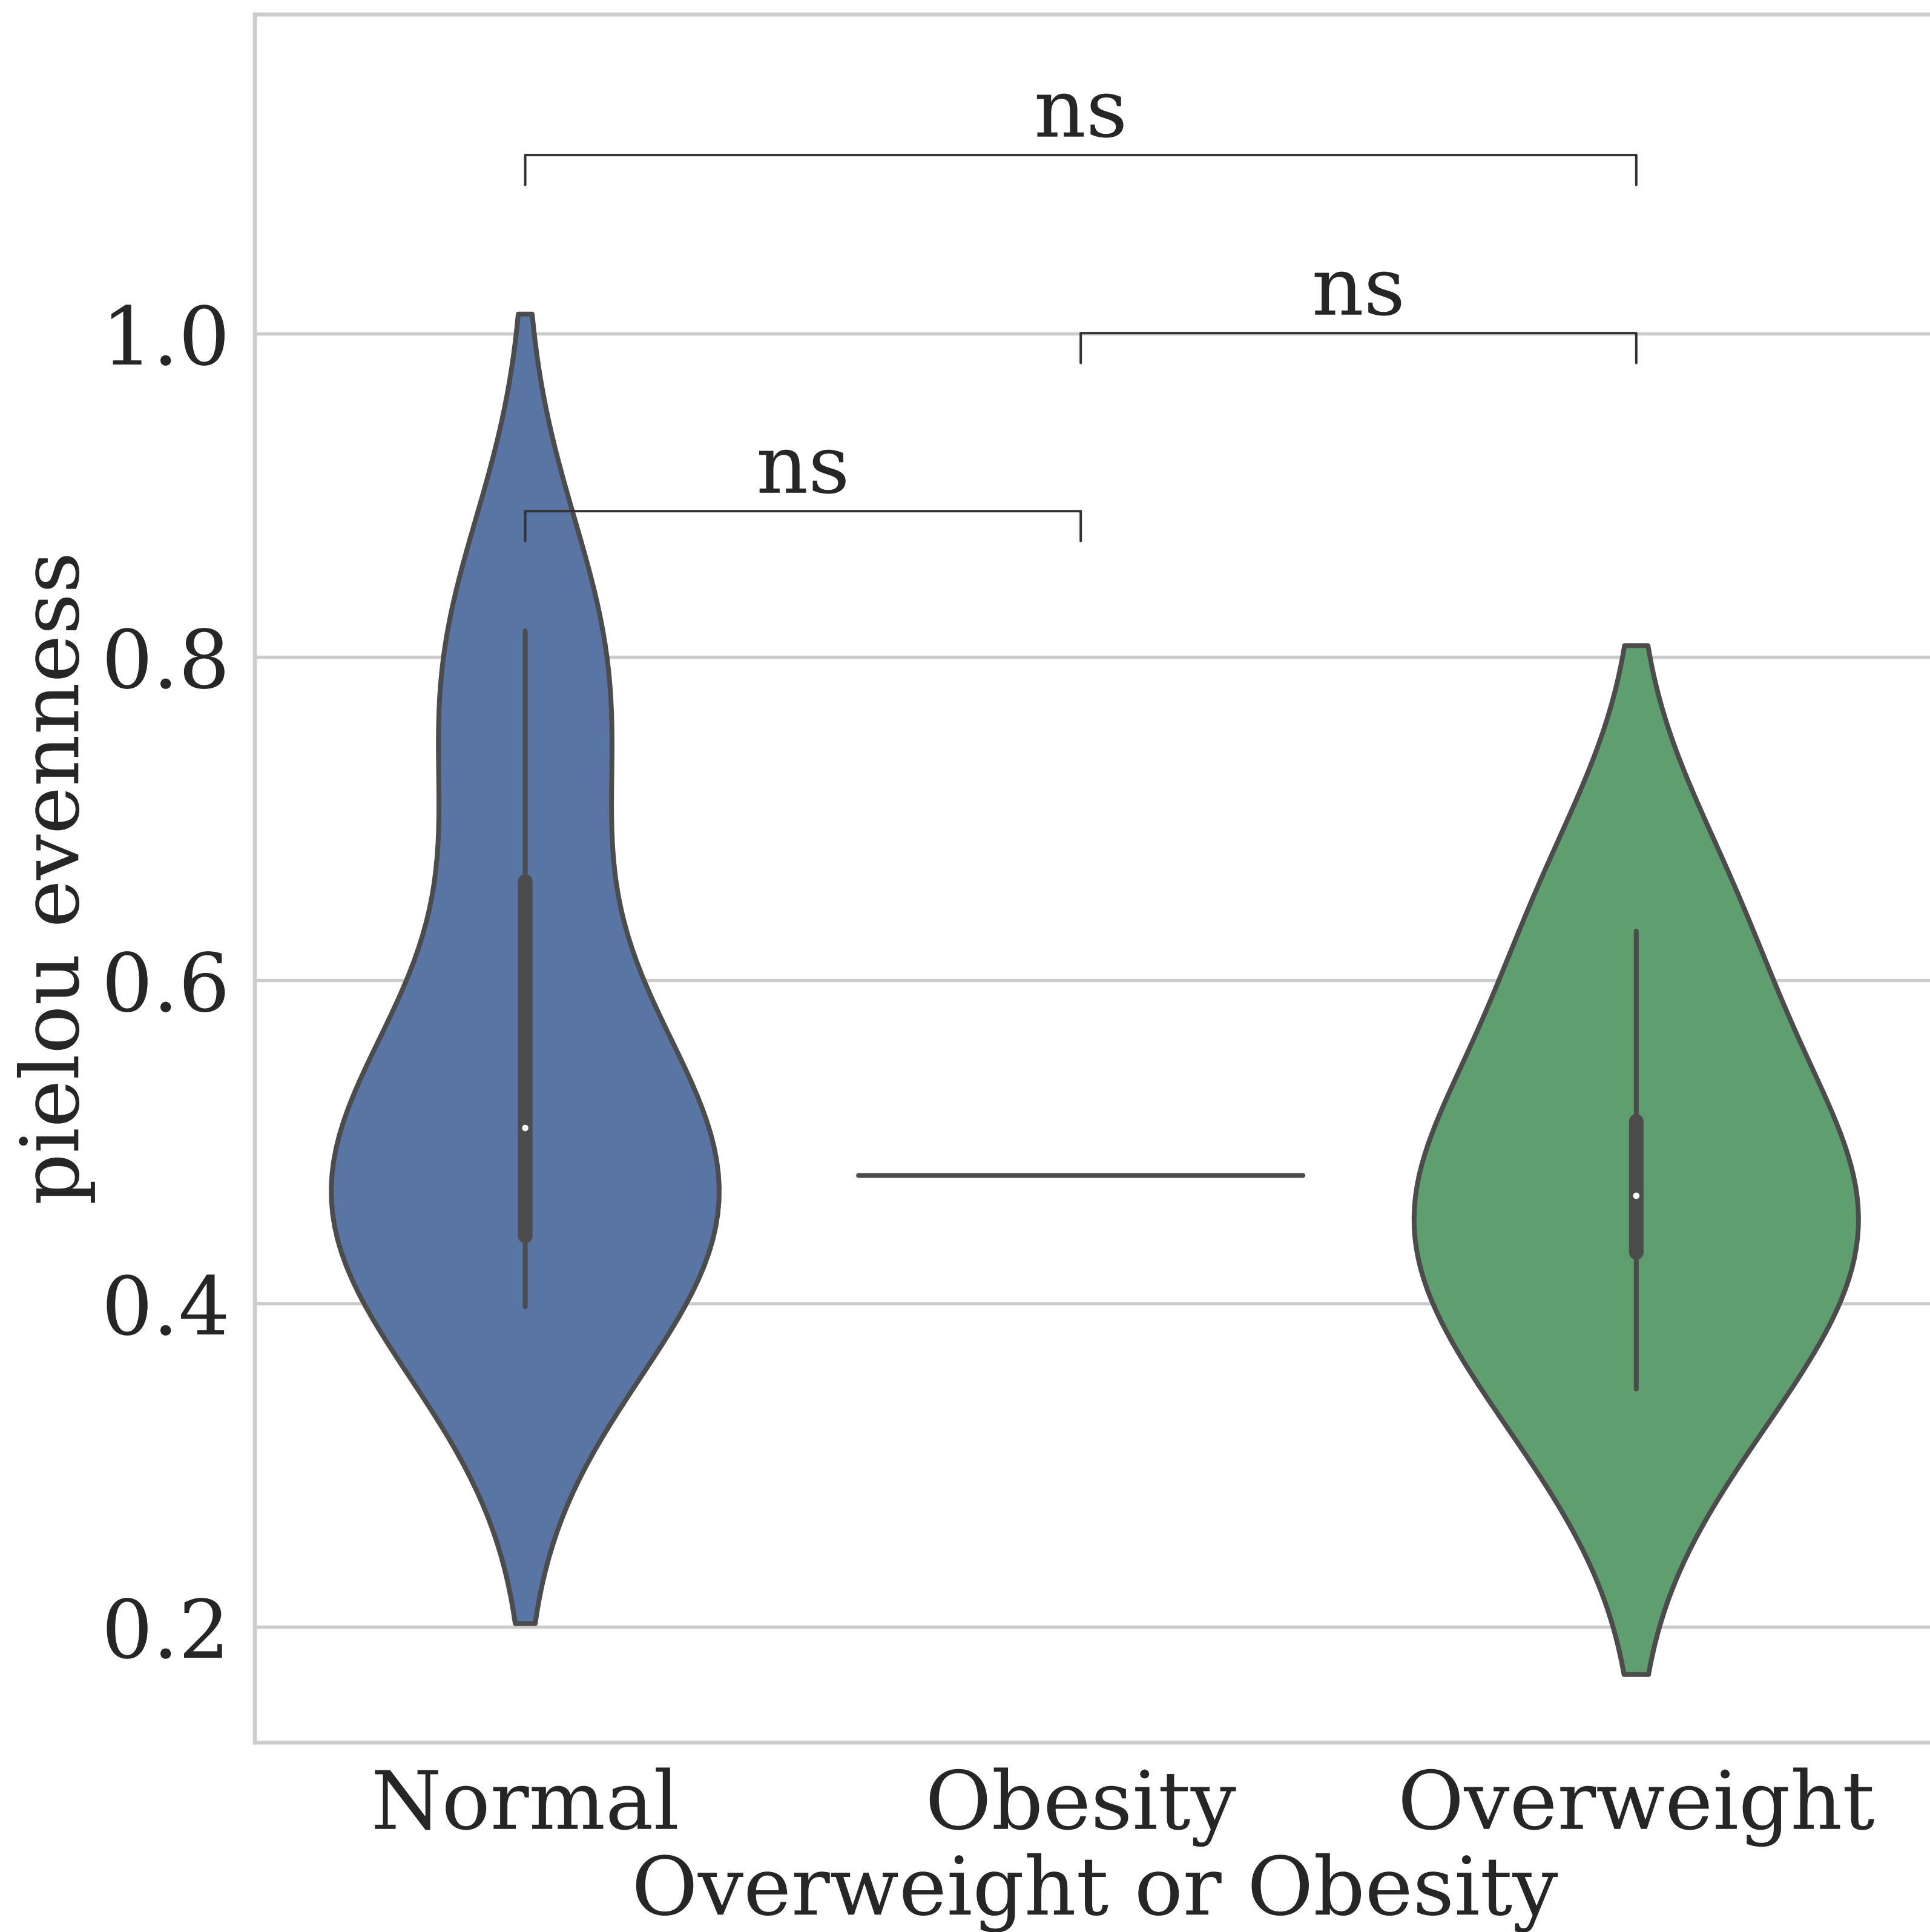 ns
ns
ns
pielou evenness
1.0
0.8
0.6
0.4
0.2
Normal
Obesity
Overweight
Overweight or Obesity